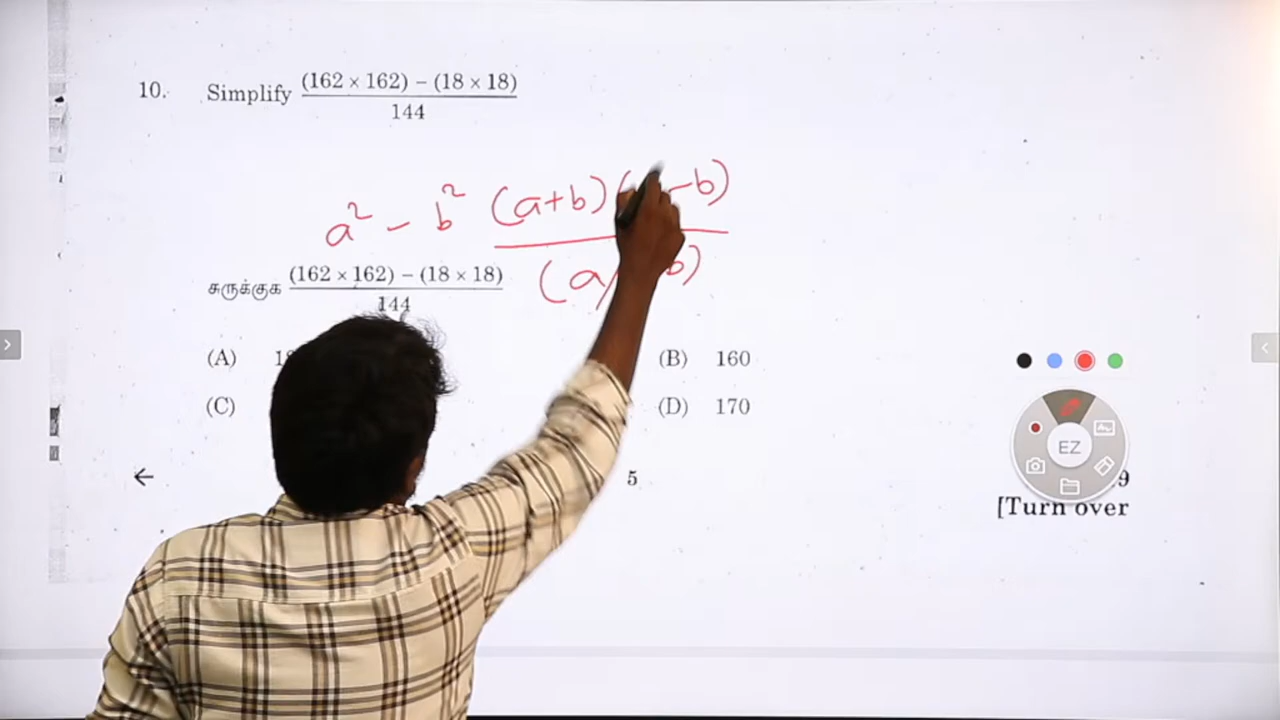 10. Simplify (162 × 162) − (18 × 18) / 144
a² − b² (a+b)( −b) / (a b)
சுருக்குக (162 × 162) − (18 × 18) / 144
(A) (B) 160
(C) (D) 170
← 5 9
[Turn over
EZ